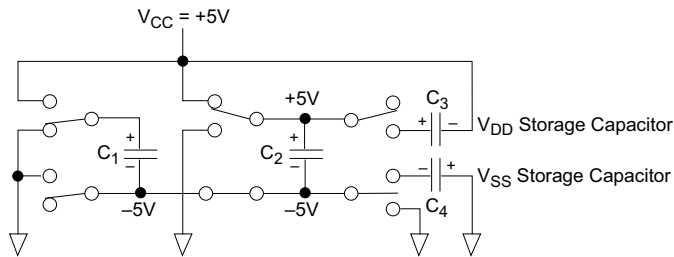 V_CC = +5V
+5V
C_3
+ –
V_DD Storage Capacitor
+
C_1
–
+
C_2
–
– +
V_SS Storage Capacitor
–5V
–5V
C_4